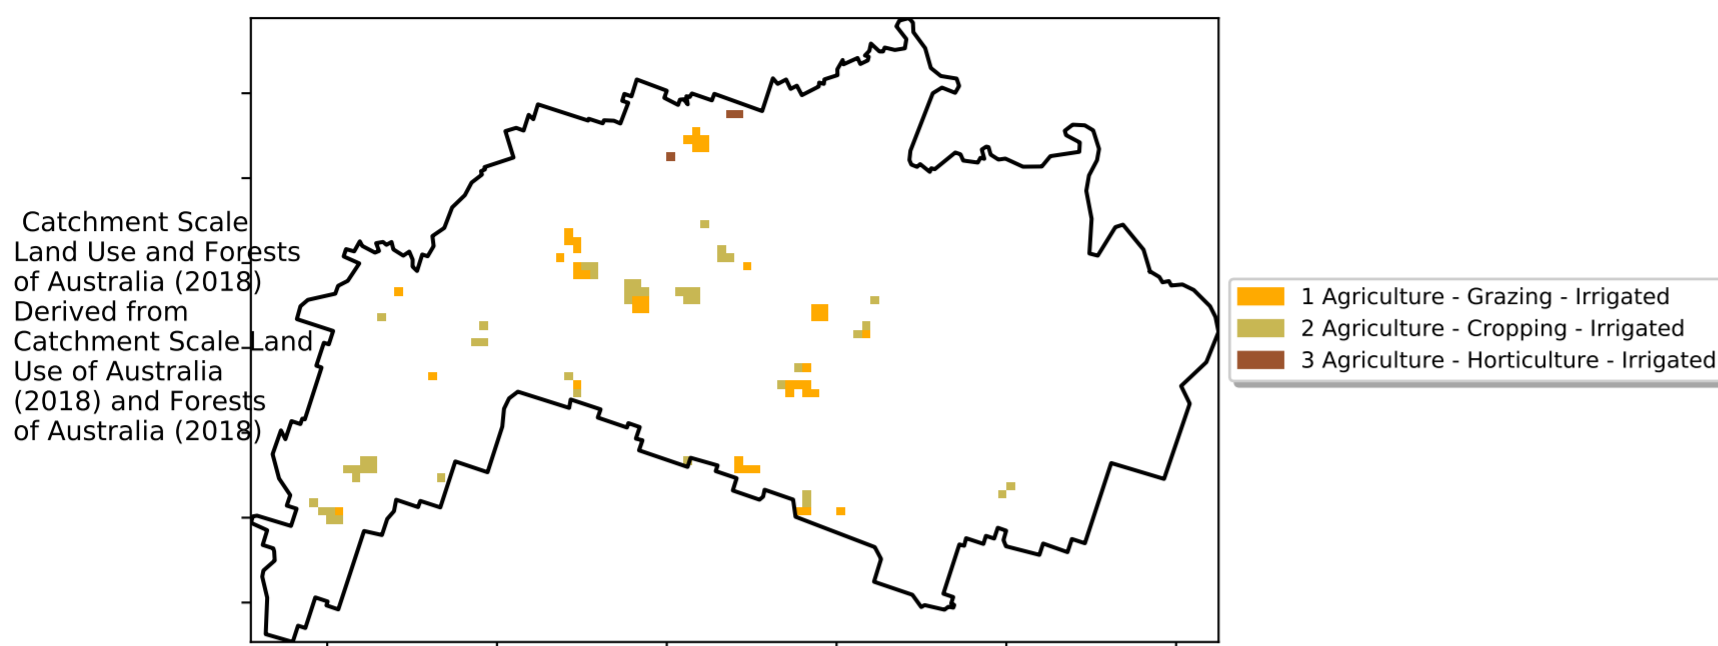 Catchment Scale
Land Use and Forests
of Australia (2018)
Derived from
Catchment Scale Land
Use of Australia
(2018) and Forests
of Australia (2018)
1 Agriculture - Grazing - Irrigated
2 Agriculture - Cropping - Irrigated
3 Agriculture - Horticulture - Irrigated